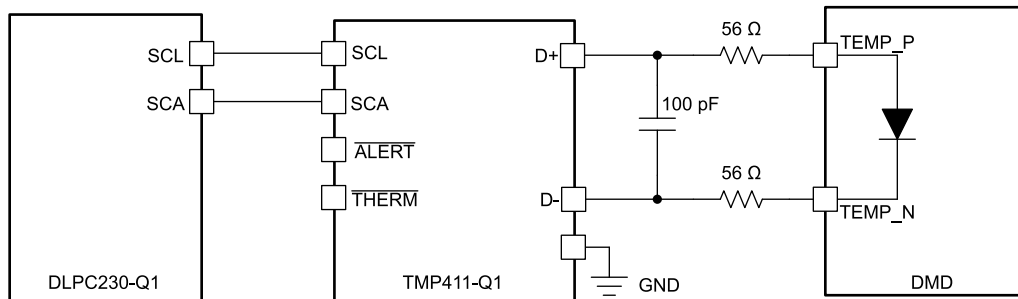 56 Ω
SCL
SCL
D+
TEMP_P
SCA
SCA
100 pF
ALERT
THERM
56 Ω
D-
TEMP_N
DLPC230-Q1
TMP411-Q1
GND
DMD